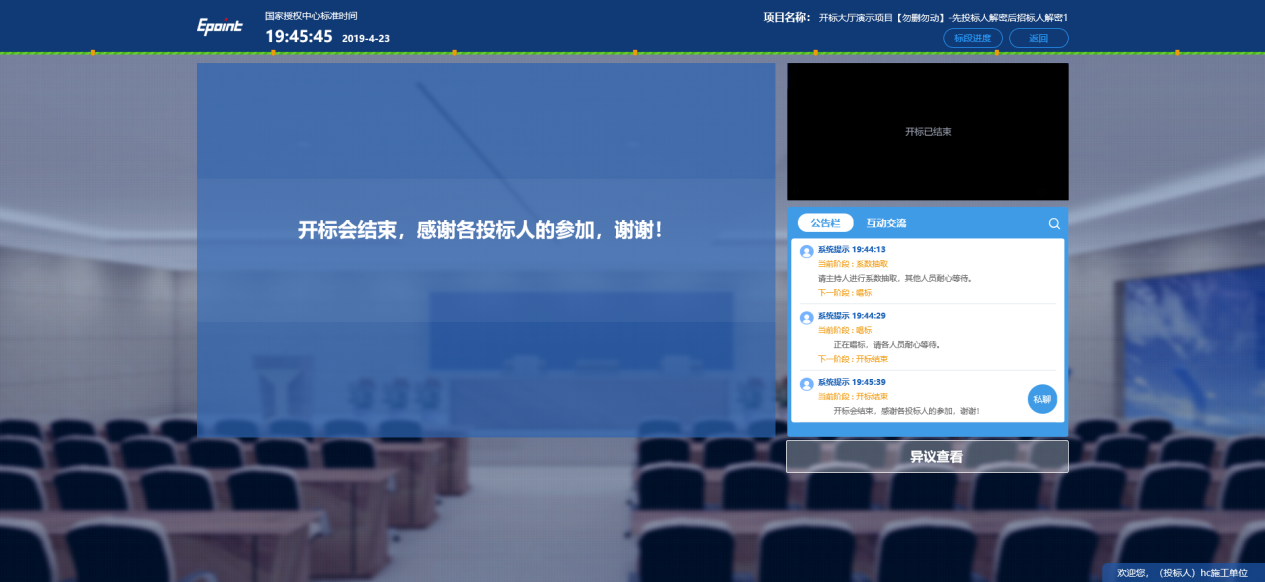 Epoint
国家授权中心标准时间
19:45:45 2019-4-23
项目名称: 开标大厅演示项目【勿删勿动】-先投标人解密后招标人解密1
标段进度 返回
开标会结束，感谢各投标人的参加，谢谢！
开标已结束
公告栏 互动交流
系统提示 19:44:13
当前阶段：系数抽取
请主持人进行系数抽取，其他人员耐心等待。
下一阶段：唱标
系统提示 19:44:29
当前阶段：唱标
正在唱标，请各人员耐心等待。
下一阶段：开标结束
系统提示 19:45:39
当前阶段：开标结束
开标会结束，感谢各投标人的参加，谢谢!
私聊
异议查看
欢迎您，（投标人）hc施工单位